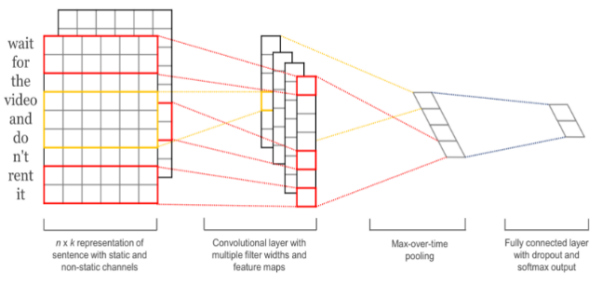 wait
for
the
video
and
do
n't
rent
it
n x k representation of
sentence with static and
non-static channels
Convolutional layer with
multiple filter widths and
feature maps
Max-over-time
pooling
Fully connected layer
with dropout and
softmax output